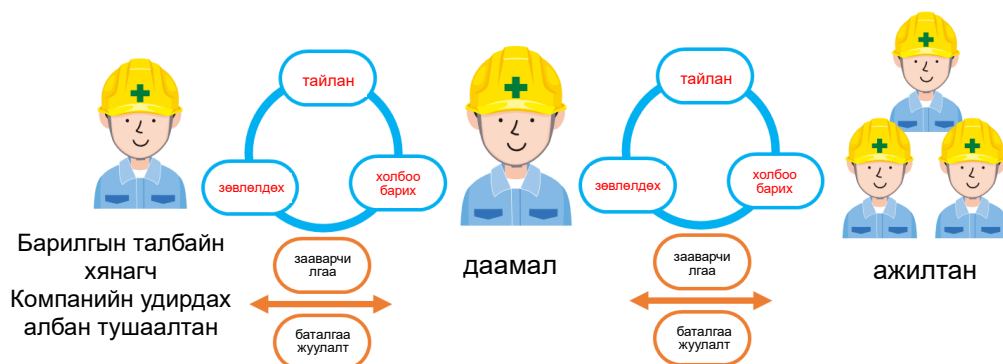 тайлан
зөвлөлдөх
холбоо
барих
зааварчи
лгаа
баталгаа
жуулалт
Барилгын талбайн
хянагч
Компанийн удирдах
албан тушаалтан
даамал
тайлан
зөвлөлдөх
холбоо
барих
зааварчи
лгаа
баталгаа
жуулалт
ажилтан